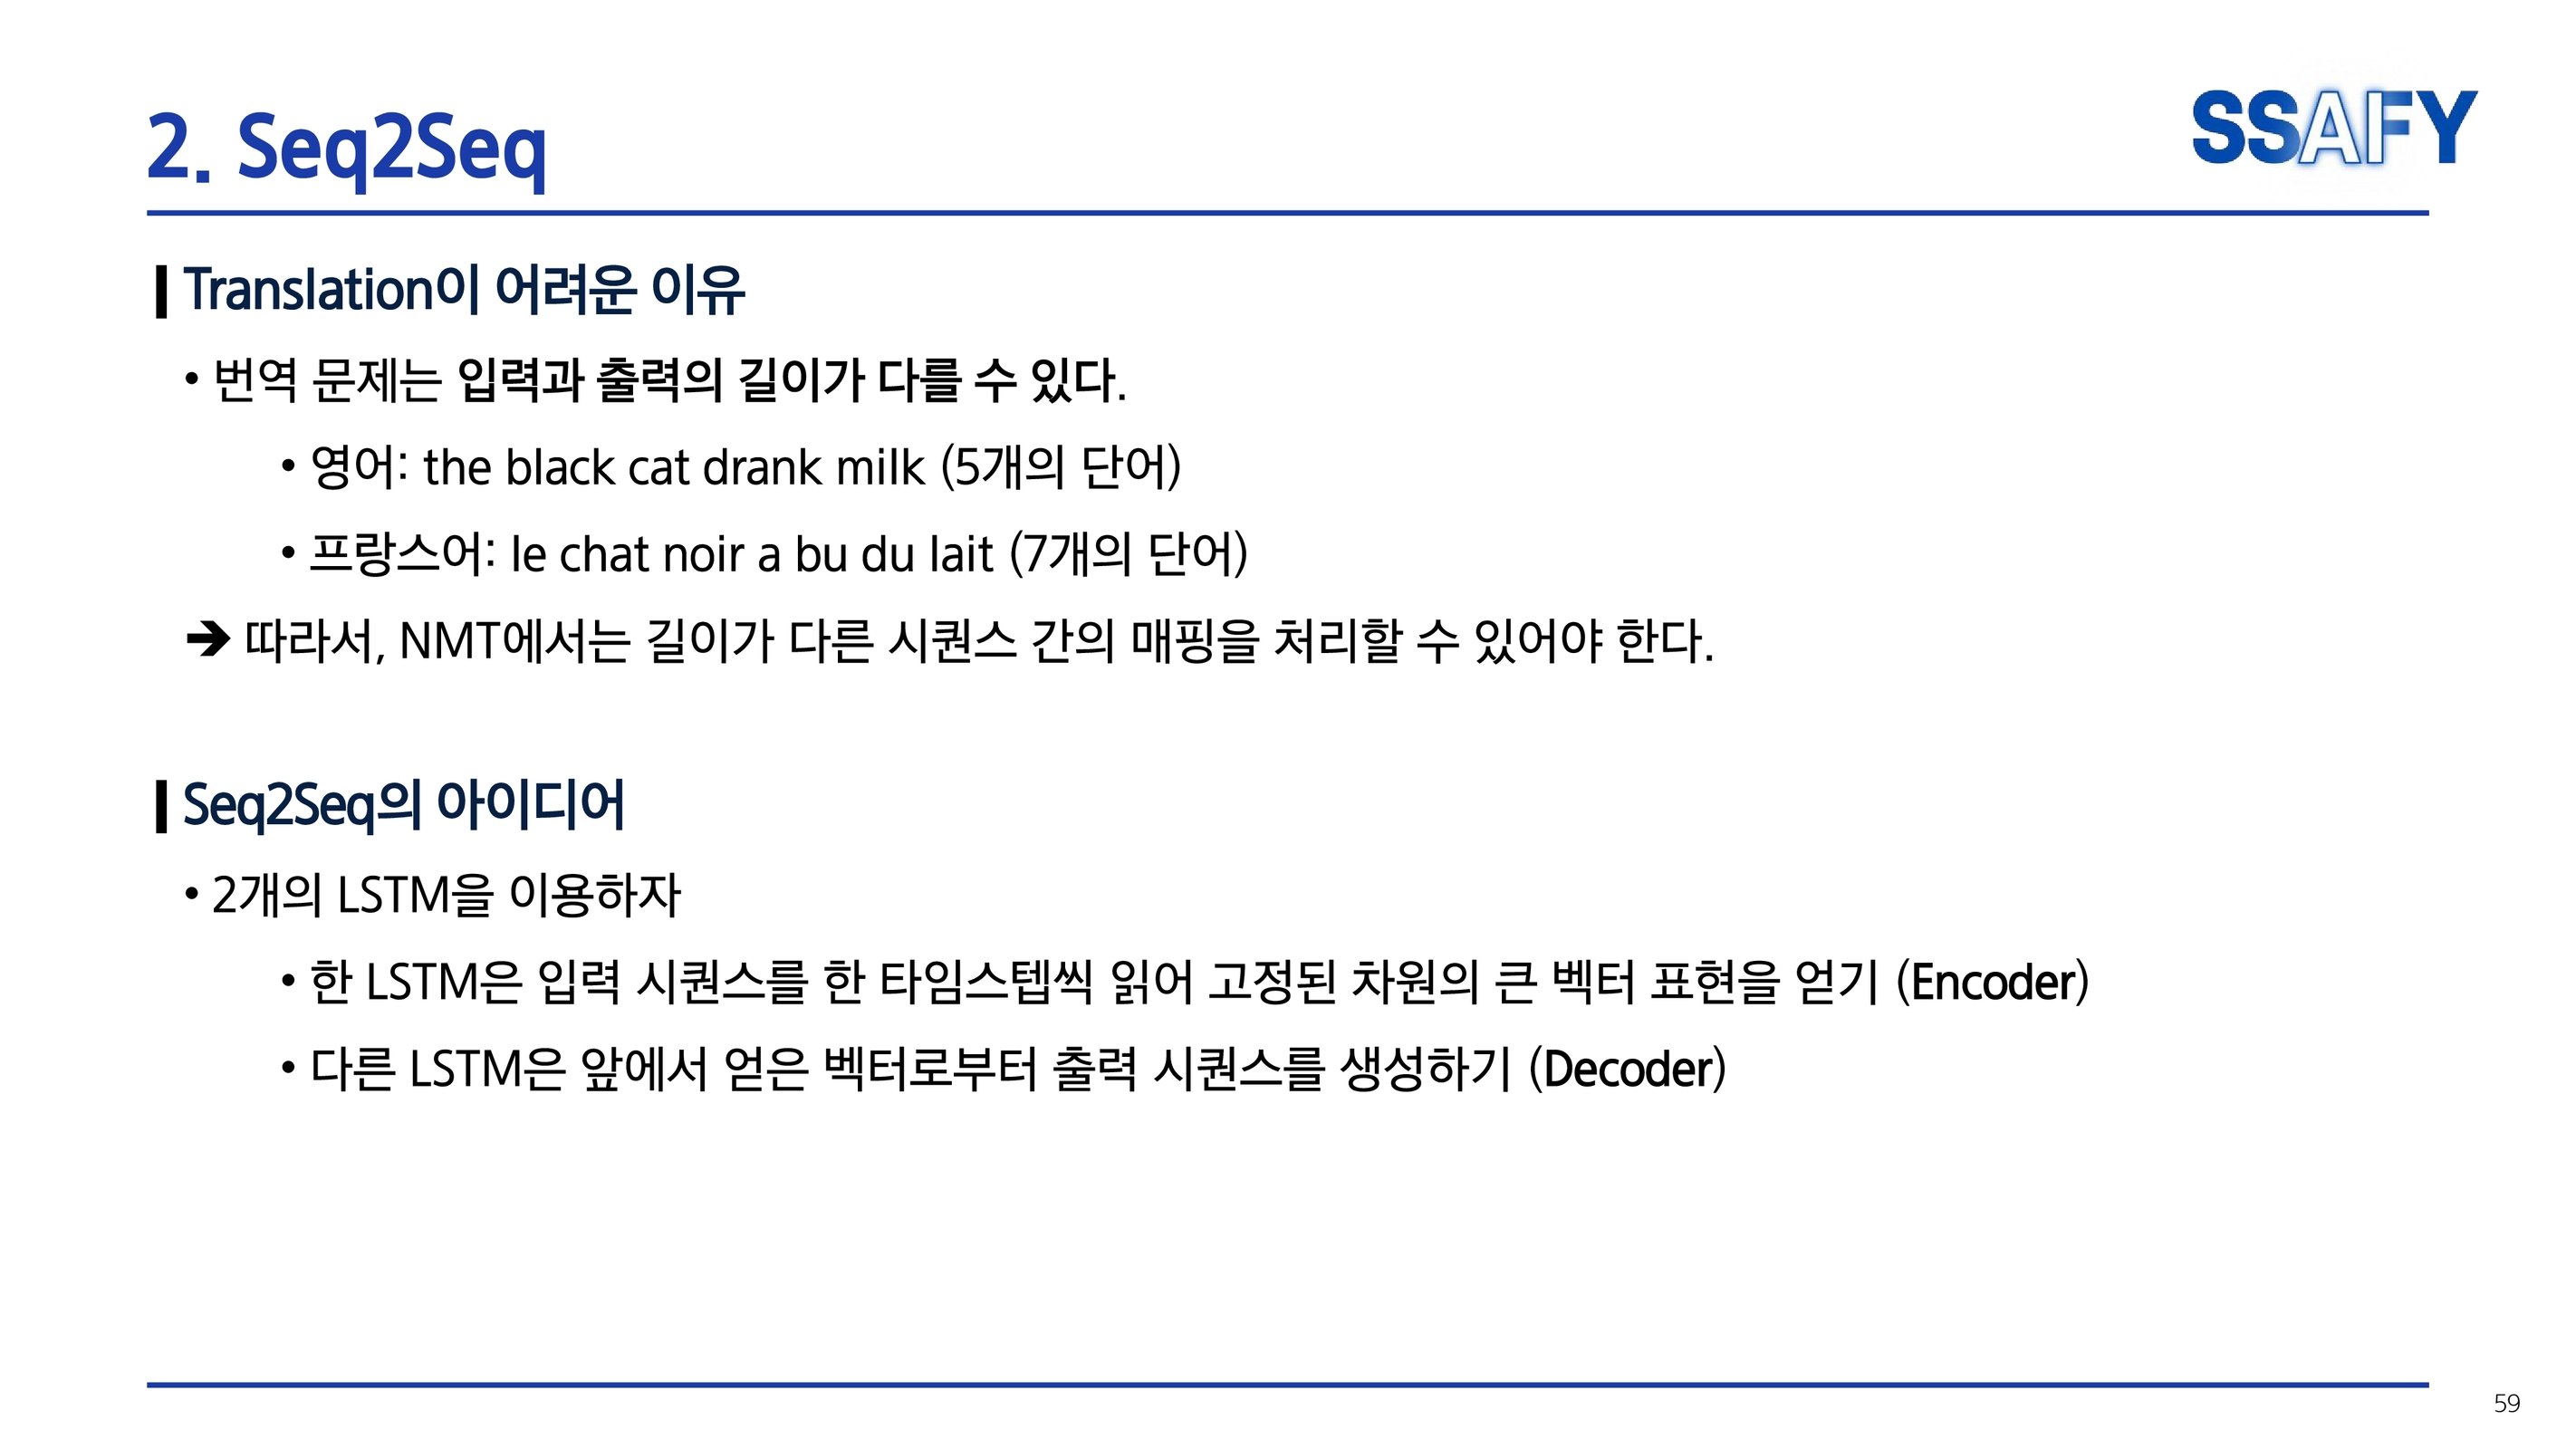 2. Seq2Seq
SSAFY
Translation이 어려운 이유
• 번역 문제는 입력과 출력의 길이가 다를 수 있다.
• 영어: the black cat drank milk (5개의 단어)
• 프랑스어: le chat noir a bu du lait (7개의 단어)
➔ 따라서, NMT에서는 길이가 다른 시퀀스 간의 매핑을 처리할 수 있어야 한다.
Seq2Seq의 아이디어
• 2개의 LSTM을 이용하자
• 한 LSTM은 입력 시퀀스를 한 타임스텝씩 읽어 고정된 차원의 큰 벡터 표현을 얻기 (Encoder)
• 다른 LSTM은 앞에서 얻은 벡터로부터 출력 시퀀스를 생성하기 (Decoder)
59